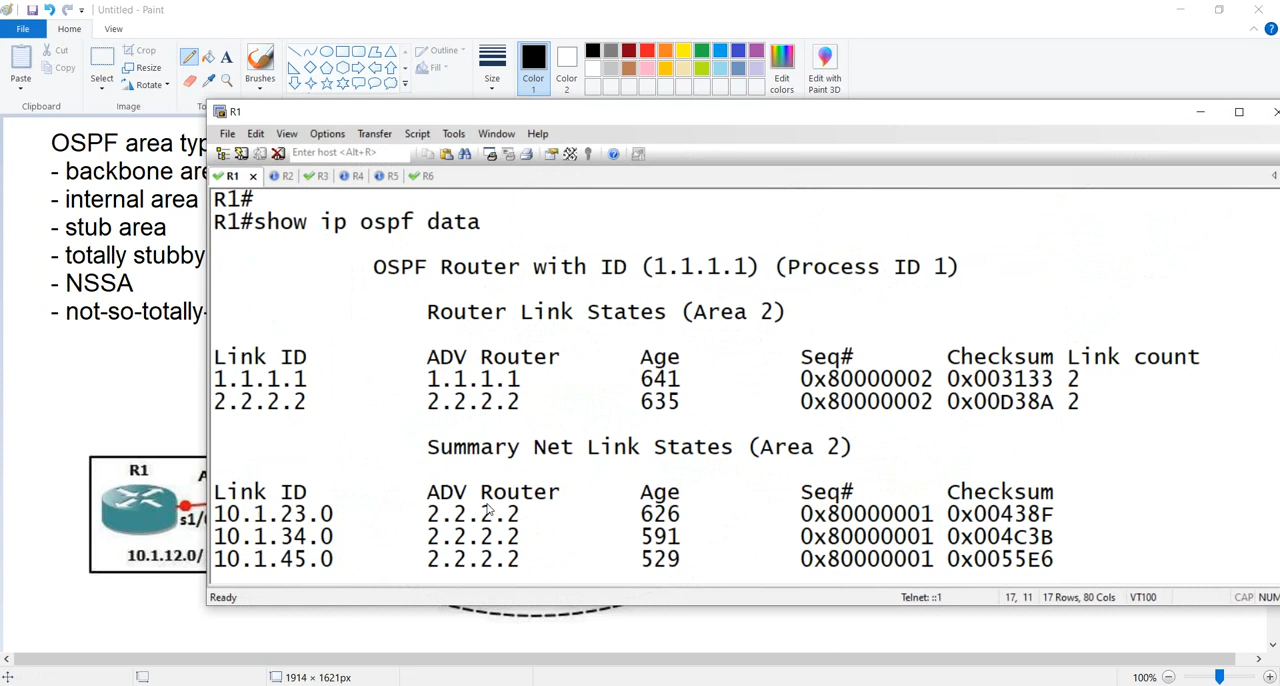 Untitled - Paint
File Home View
Paste
Cut
Copy
Clipboard
Select
Crop
Resize
Rotate
Image
Brushes
Outline
Fill
Size
Color
1
Color
2
Edit
colors
Edit with
Paint 3D
OSPF area
- backbone
- internal area
- stub area
- totally stubby
- NSSA
- not-so-totally-
R1
s1/
10.1.12.0/
R1
File Edit View Options Transfer Script Tools Window Help
Enter host <Alt+R>
R1 R2 R3 R4 R5 R6
R1#
R1#show ip ospf data
OSPF Router with ID (1.1.1.1) (Process ID 1)
Router Link States (Area 2)
Link ID ADV Router Age Seq# Checksum Link count
1.1.1.1 1.1.1.1 641 0x80000002 0x003133 2
2.2.2.2 2.2.2.2 635 0x80000002 0x00D38A 2
Summary Net Link States (Area 2)
Link ID ADV Router Age Seq# Checksum
10.1.23.0 2.2.2.2 626 0x80000001 0x00438F
10.1.34.0 2.2.2.2 591 0x80000001 0x004C3B
10.1.45.0 2.2.2.2 529 0x80000001 0x0055E6
Ready Telnet: ::1 17, 11 17 Rows, 80 Cols VT100 CAP NUM
1914 × 1621px 100%